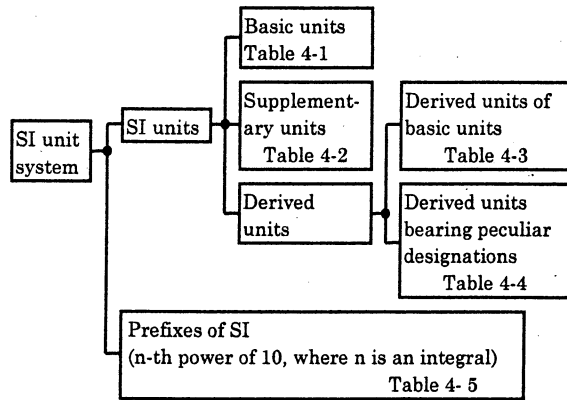 Basic units
Table 4-1
SI unit
system
SI units
Supplement-
ary units
Table 4-2
Derived
units
Derived units of
basic units
Table 4-3
Derived units
bearing peculiar
designations
Table 4-4
Prefixes of SI
(n-th power of 10, where n is an integral)
Table 4- 5